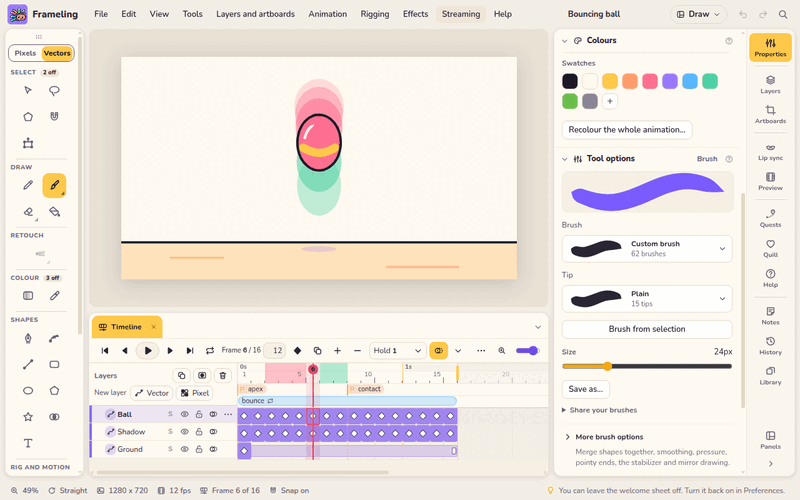 Frameling
File Edit View Tools Layers and artboards Animation Rigging Effects Streaming Help
Bouncing ball
Draw
Pixels Vectors
SELECT 2 off
DRAW
RETOUCH
COLOUR 3 off
SHAPES
RIG AND MOTION
Timeline
Frame 6 / 16
12
Hold 1
Layers
New layer
Vector
Pixel
0s 1s
1 5 6 10 15 20
apex contact
bounce
Ball S
Shadow S
Ground S
Colours
Swatches
Recolour the whole animation...
Tool options
Brush
Brush
Custom brush
62 brushes
Tip
Plain
15 tips
Brush from selection
Size 24px
Save as...
Share your brushes
More brush options
Merge shapes together, smoothing, pressure,
pointy ends, the stabilizer and mirror drawing.
Properties
Layers
Artboards
Lip sync
Preview
Quests
Quill
Help
Notes
History
Library
Panels
49% Straight 1280 x 720 12 fps Frame 6 of 16 Snap on
You can leave the welcome sheet off. Turn it back on in Preferences.